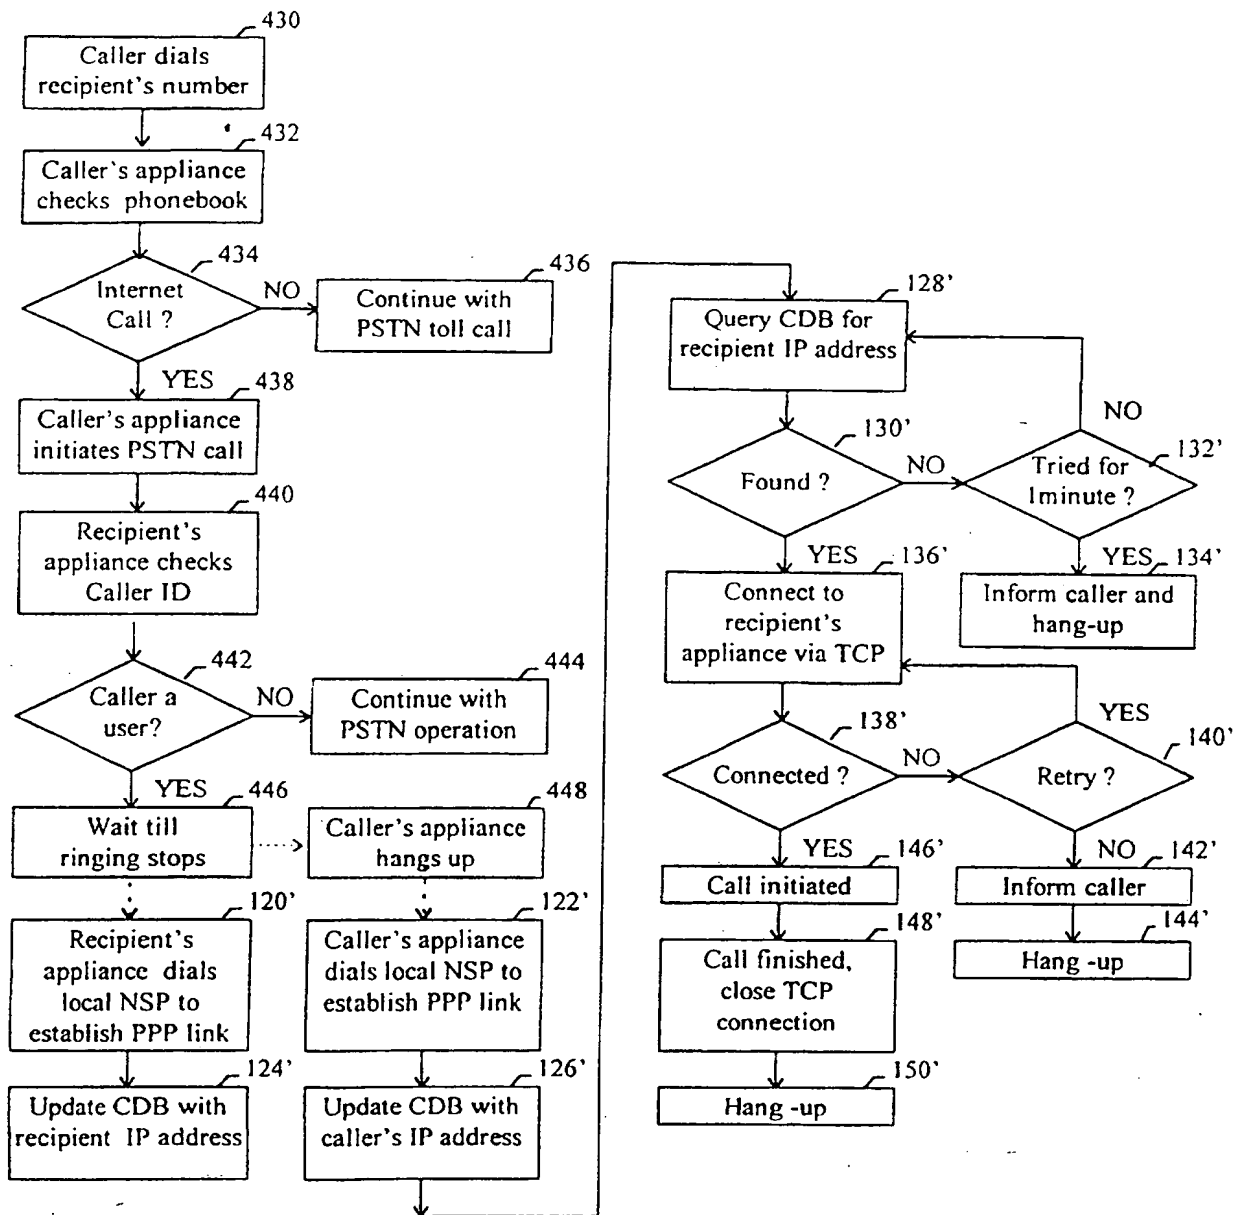 430
Caller dials
recipient's number
432
Caller's appliance
checks phonebook
434
Internet
Call ?
NO
436
Continue with
PSTN toll call
YES
438
Caller's appliance
initiates PSTN call
440
Recipient's
appliance checks
Caller ID
442
Caller a
user?
NO
444
Continue with
PSTN operation
YES
446
Wait till
ringing stops
448
Caller's appliance
hangs up
120'
Recipient's
appliance dials
local NSP to
establish PPP link
122'
Caller's appliance
dials local NSP to
establish PPP link
124'
Update CDB with
recipient IP address
126'
Update CDB with
caller's IP address
128'
Query CDB for
recipient IP address
130'
Found ?
NO
132'
Tried for
1minute ?
NO
YES
134'
Inform caller and
hang-up
YES
136'
Connect to
recipient's
appliance via TCP
138'
Connected ?
NO
140'
Retry ?
YES
NO
142'
Inform caller
144'
Hang -up
YES
146'
Call initiated
148'
Call finished,
close TCP
connection
150'
Hang -up